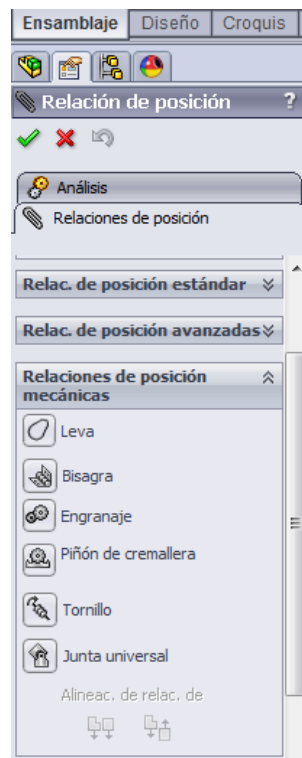 Ensamblaje Diseño Croquis
Relación de posición ?
Análisis
Relaciones de posición
Relac. de posición estándar
Relac. de posición avanzadas
Relaciones de posición
mecánicas
Leva
Bisagra
Engranaje
Piñón de cremallera
Tornillo
Junta universal
Alineac. de relac. de